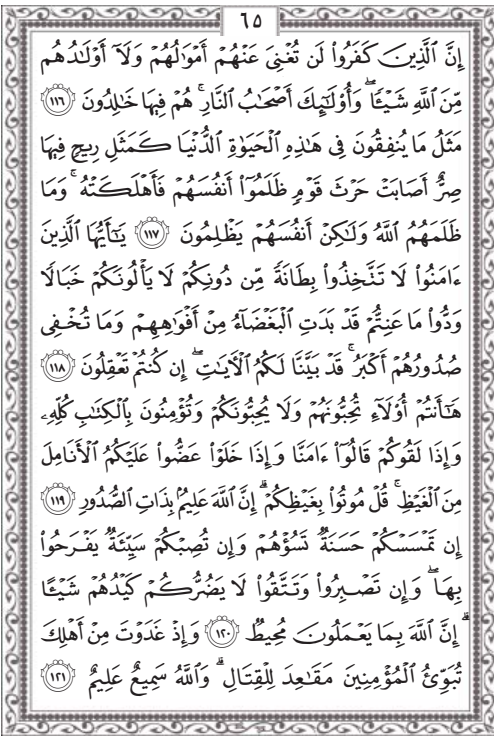 ٦٥
إِنَّ ٱلَّذِينَ كَفَرُوا۟ لَن تُغْنِىَ عَنْهُمْ أَمْوَٰلُهُمْ وَلَآ أَوْلَـٰدُهُم
مِّنَ ٱللَّهِ شَيْـًٔا ۖ وَأُو۟لَـٰٓئِكَ أَصْحَـٰبُ ٱلنَّارِ ۚ هُمْ فِيهَا خَـٰلِدُونَ ١١٦
مَثَلُ مَا يُنفِقُونَ فِى هَـٰذِهِ ٱلْحَيَوٰةِ ٱلدُّنْيَا كَمَثَلِ رِيحٍ فِيهَا
صِرٌّ أَصَابَتْ حَرْثَ قَوْمٍ ظَلَمُوٓا۟ أَنفُسَهُمْ فَأَهْلَكَتْهُ ۚ وَمَا
ظَلَمَهُمُ ٱللَّهُ وَلَـٰكِنْ أَنفُسَهُمْ يَظْلِمُونَ ١١٧ يَـٰٓأَيُّهَا ٱلَّذِينَ
ءَامَنُوا۟ لَا تَتَّخِذُوا۟ بِطَانَةً مِّن دُونِكُمْ لَا يَأْلُونَكُمْ خَبَالًا
وَدُّوا۟ مَا عَنِتُّمْ قَدْ بَدَتِ ٱلْبَغْضَآءُ مِنْ أَفْوَٰهِهِمْ وَمَا تُخْفِى
صُدُورُهُمْ أَكْبَرُ ۚ قَدْ بَيَّنَّا لَكُمُ ٱلْـَٔايَـٰتِ ۖ إِن كُنتُمْ تَعْقِلُونَ ١١٨
هَـٰٓأَنتُمْ أُو۟لَآءِ تُحِبُّونَهُمْ وَلَا يُحِبُّونَكُمْ وَتُؤْمِنُونَ بِٱلْكِتَـٰبِ كُلِّهِۦ
وَإِذَا لَقُوكُمْ قَالُوٓا۟ ءَامَنَّا وَإِذَا خَلَوْا۟ عَضُّوا۟ عَلَيْكُمُ ٱلْأَنَامِلَ
مِنَ ٱلْغَيْظِ ۚ قُلْ مُوتُوا۟ بِغَيْظِكُمْ ۗ إِنَّ ٱللَّهَ عَلِيمٌۢ بِذَاتِ ٱلصُّدُورِ ١١٩
إِن تَمْسَسْكُمْ حَسَنَةٌ تَسُؤْهُمْ وَإِن تُصِبْكُمْ سَيِّئَةٌ يَفْرَحُوا۟
بِهَا ۖ وَإِن تَصْبِرُوا۟ وَتَتَّقُوا۟ لَا يَضُرُّكُمْ كَيْدُهُمْ شَيْـًٔا
ۗ إِنَّ ٱللَّهَ بِمَا يَعْمَلُونَ مُحِيطٌ ١٢٠ وَإِذْ غَدَوْتَ مِنْ أَهْلِكَ
تُبَوِّئُ ٱلْمُؤْمِنِينَ مَقَـٰعِدَ لِلْقِتَالِ ۗ وَٱللَّهُ سَمِيعٌ عَلِيمٌ ١٢١